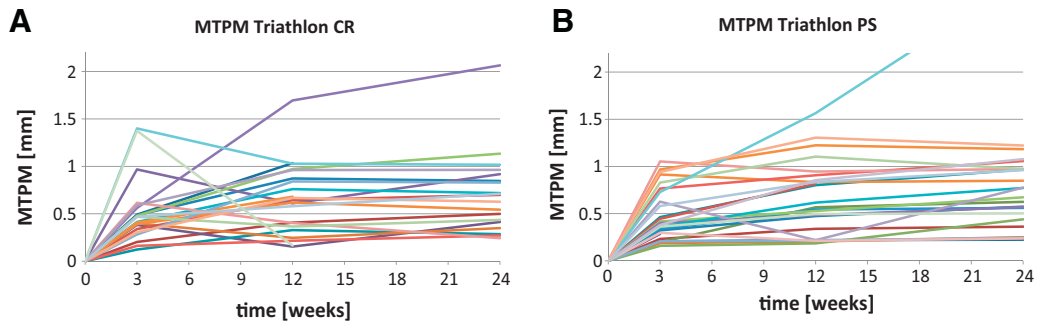 A
MTPM Triathlon CR
MTPM [mm]
2
1.5
1
0.5
0
0 3 6 9 12 15 18 21 24
time [weeks]
B
MTPM Triathlon PS
MTPM [mm]
2
1.5
1
0.5
0
0 3 6 9 12 15 18 21 24
time [weeks]